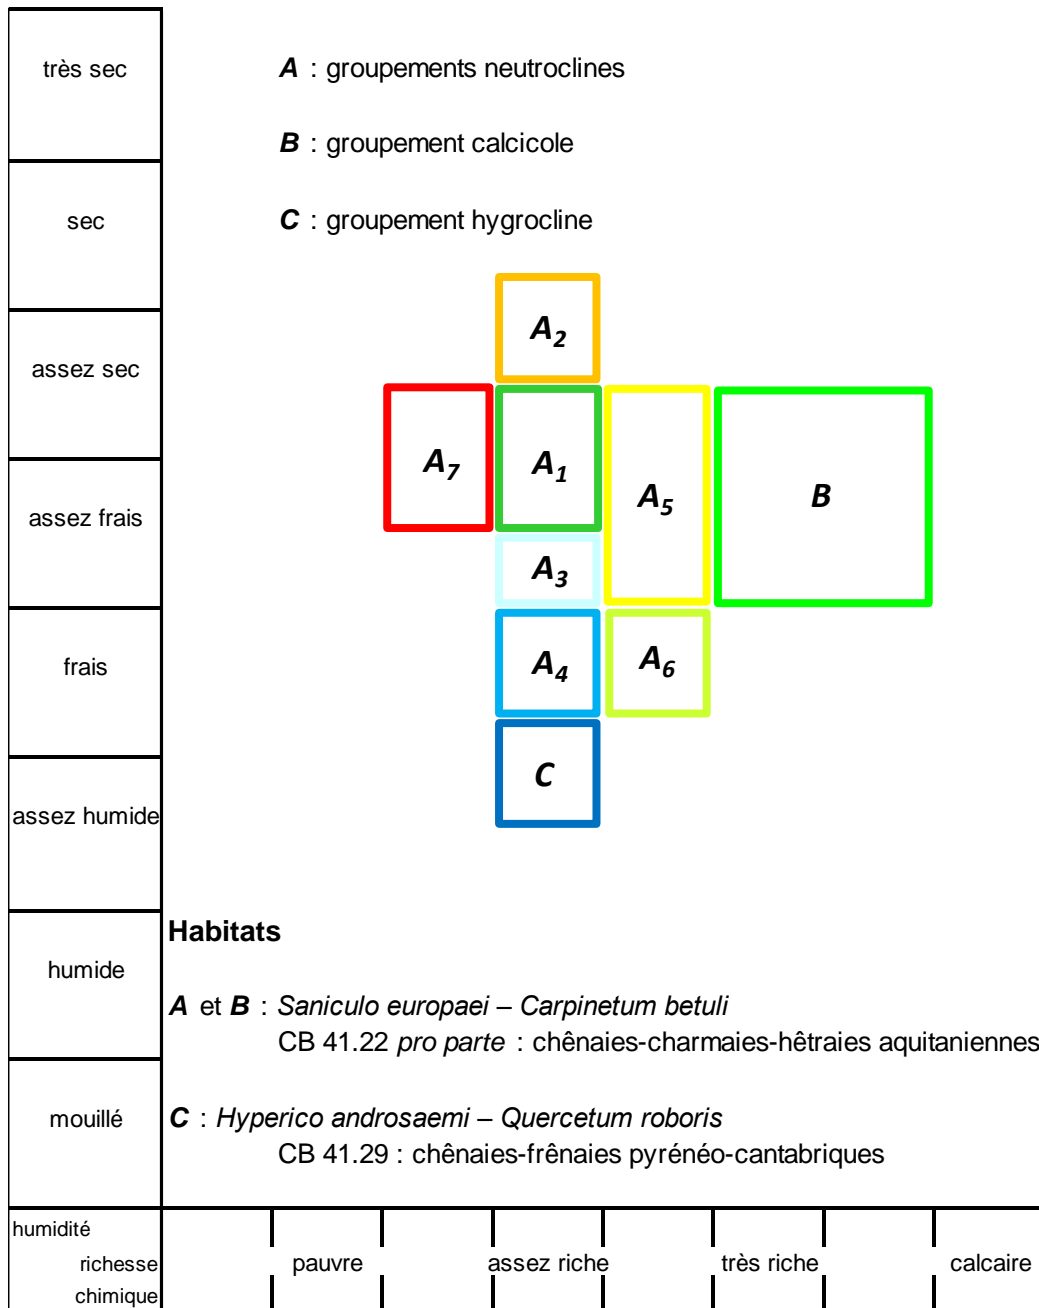 très sec
A : groupements neutroclines
B : groupement calcicole
sec
C : groupement hygrocline
A2
assez sec
A7
A1
A5
B
assez frais
A3
frais
A4
A6
C
assez humide
Habitats
humide
A et B : Saniculo europaei – Carpinetum betuli
CB 41.22 pro parte : chênaies-charmaies-hêtraies aquitaniennes
mouillé
C : Hyperico androsaemi – Quercetum roboris
CB 41.29 : chênaies-frênaies pyrénéo-cantabriques
humidité
richesse
chimique
pauvre
assez riche
très riche
calcaire